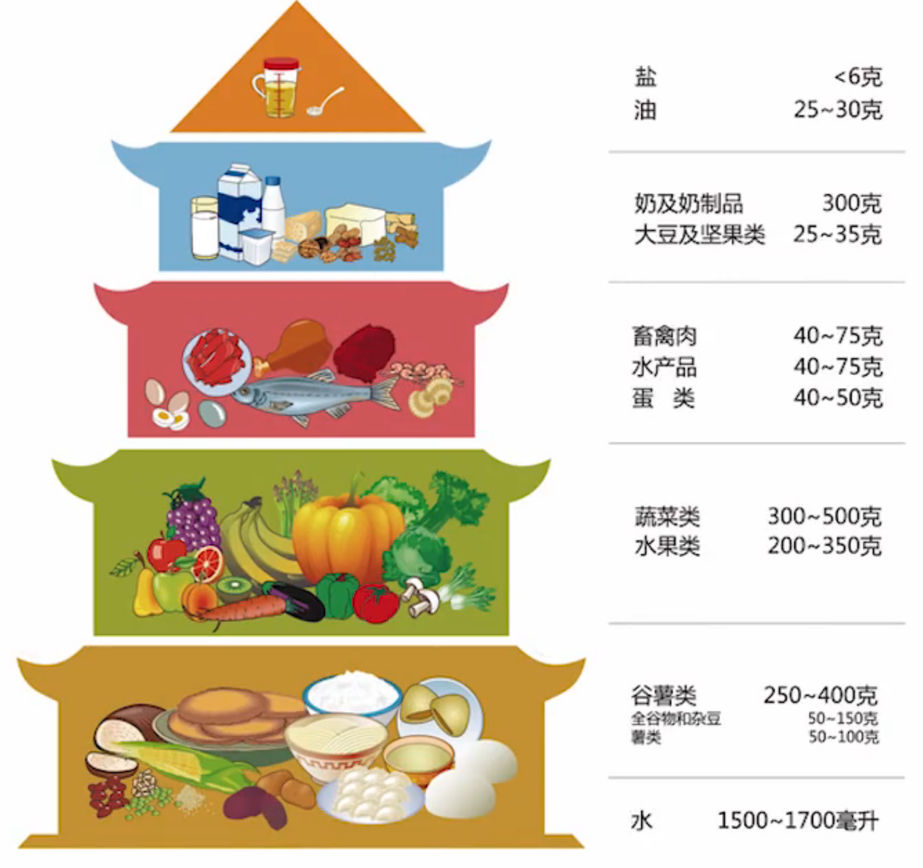 盐 <6克
油 25~30克
奶及奶制品 300克
大豆及坚果类 25~35克
畜禽肉 40~75克
水产品 40~75克
蛋 类 40~50克
蔬菜类 300~500克
水果类 200~350克
谷薯类 250~400克
全谷物和杂豆 50~150克
薯类 50~100克
水 1500~1700毫升